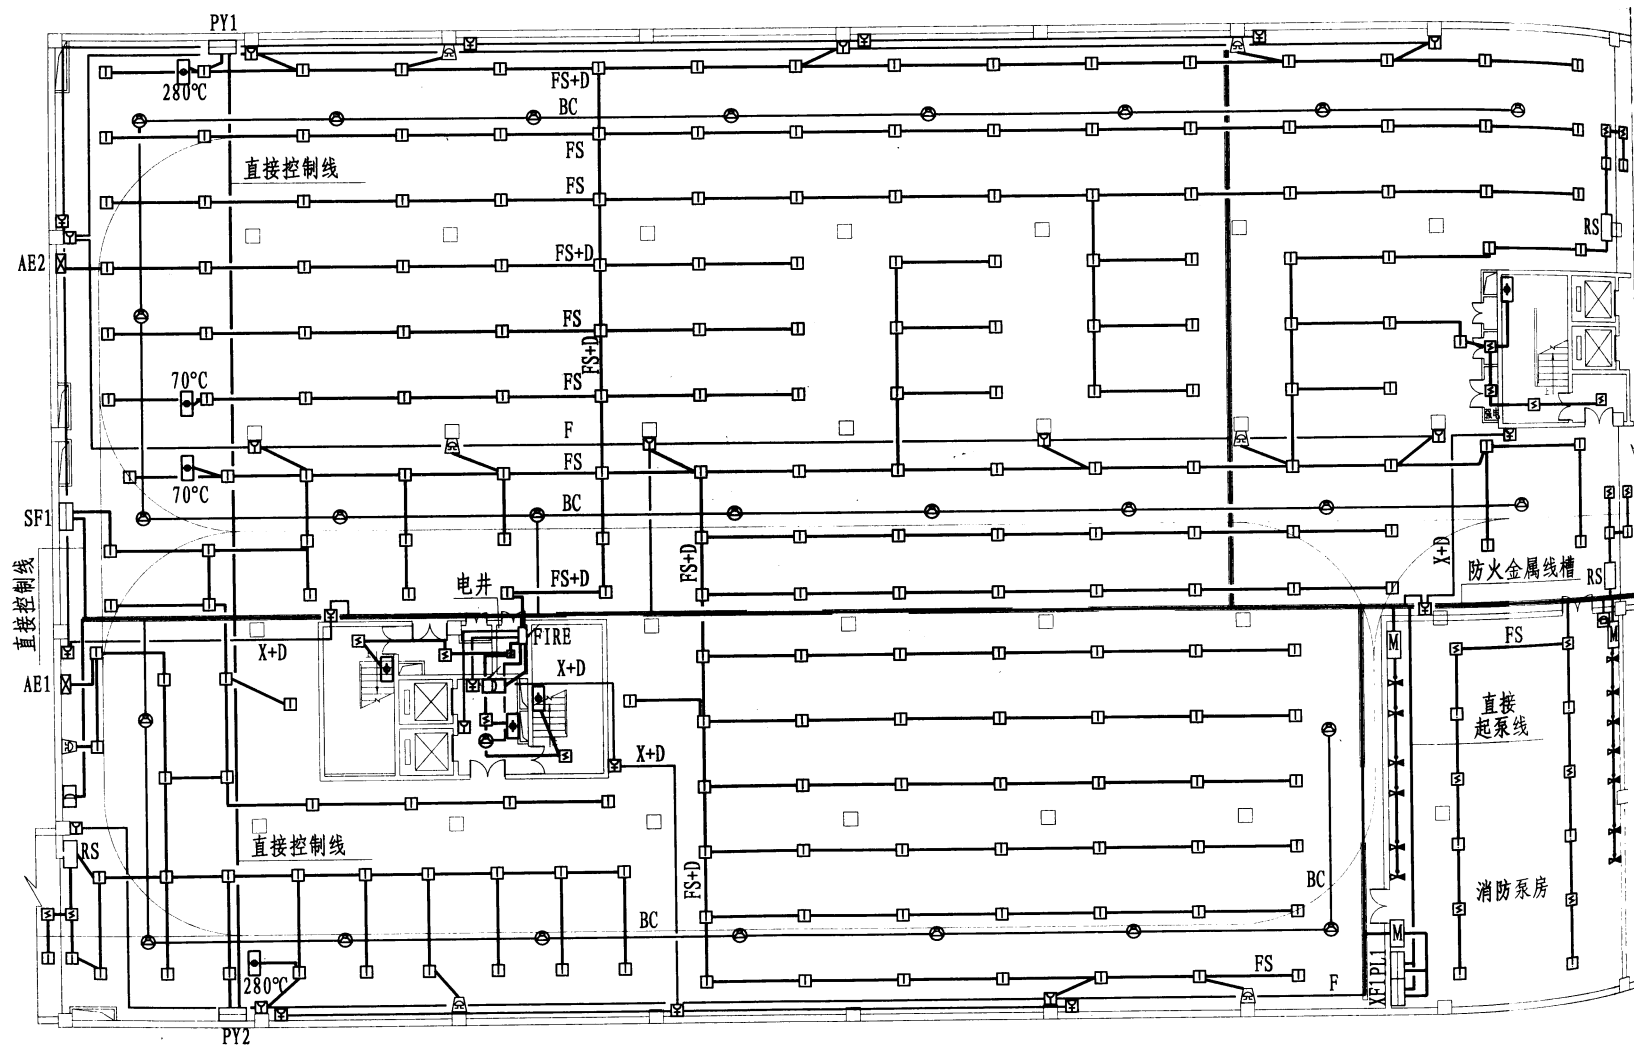 PY1
280℃
FS+D
BC
直接控制线
FS
FS
RS
AE2
FS+D
FS
FS+D
70℃
FS
F
FS
70℃
BC
SF1
X+D
直接控制线
电井
FS+D
FS+D
防火金属线槽
RS
FIRE
X+D
X+D
M
FS
M
AE1
直接
起泵线
X+D
直接控制线
RS
FS+D
BC
消防泵房
BC
M
280℃
FS
F
XF1PL1
PY2